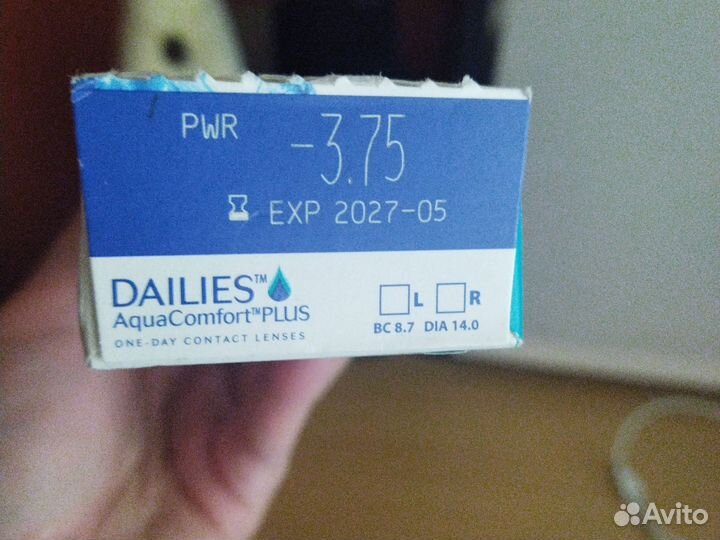 PWR -3.75
EXP 2027-05
DAILIES™
AquaComfort™PLUS
ONE-DAY CONTACT LENSES
L R
BC 8.7 DIA 14.0
Avito